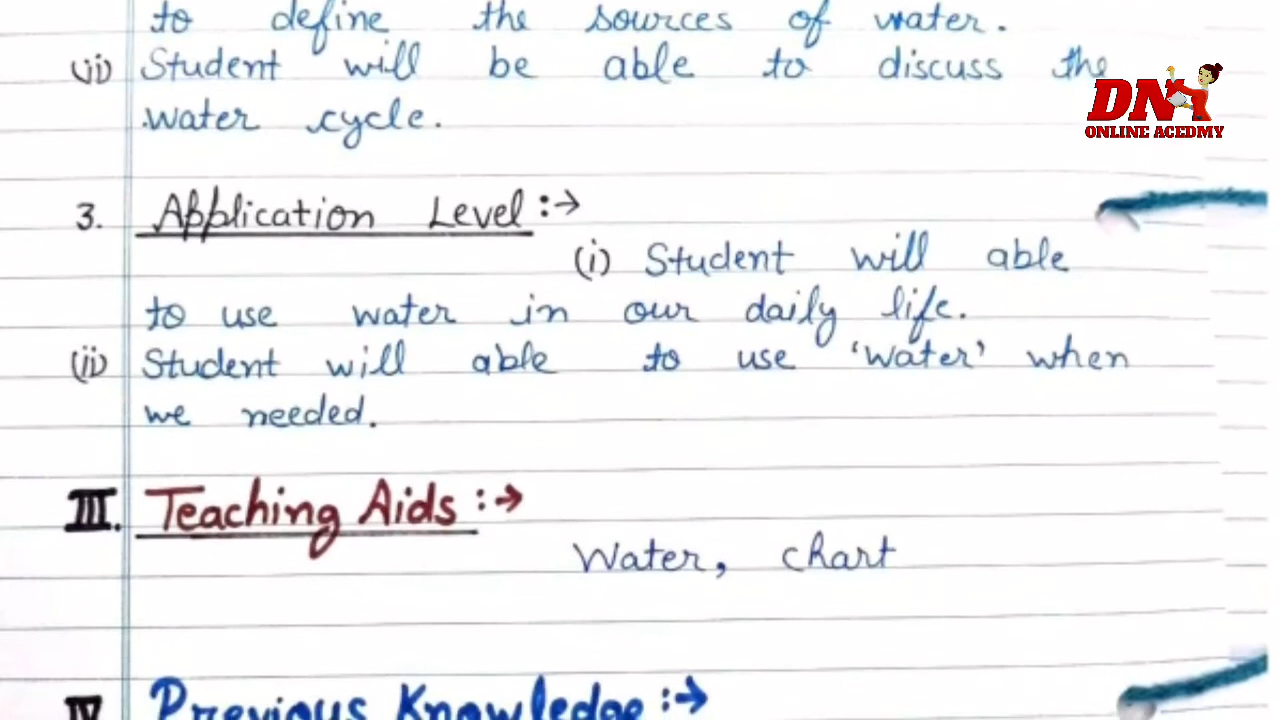 to define the sources of water.
(ii) Student will be able to discuss the
water cycle.
DN
ONLINE ACEDMY
3. Application Level :→
(i) Student will able
to use water in our daily life.
(ii) Student will able to use 'water' when
we needed.
III. Teaching Aids :→
Water, chart
IV Previous Knowledge :→